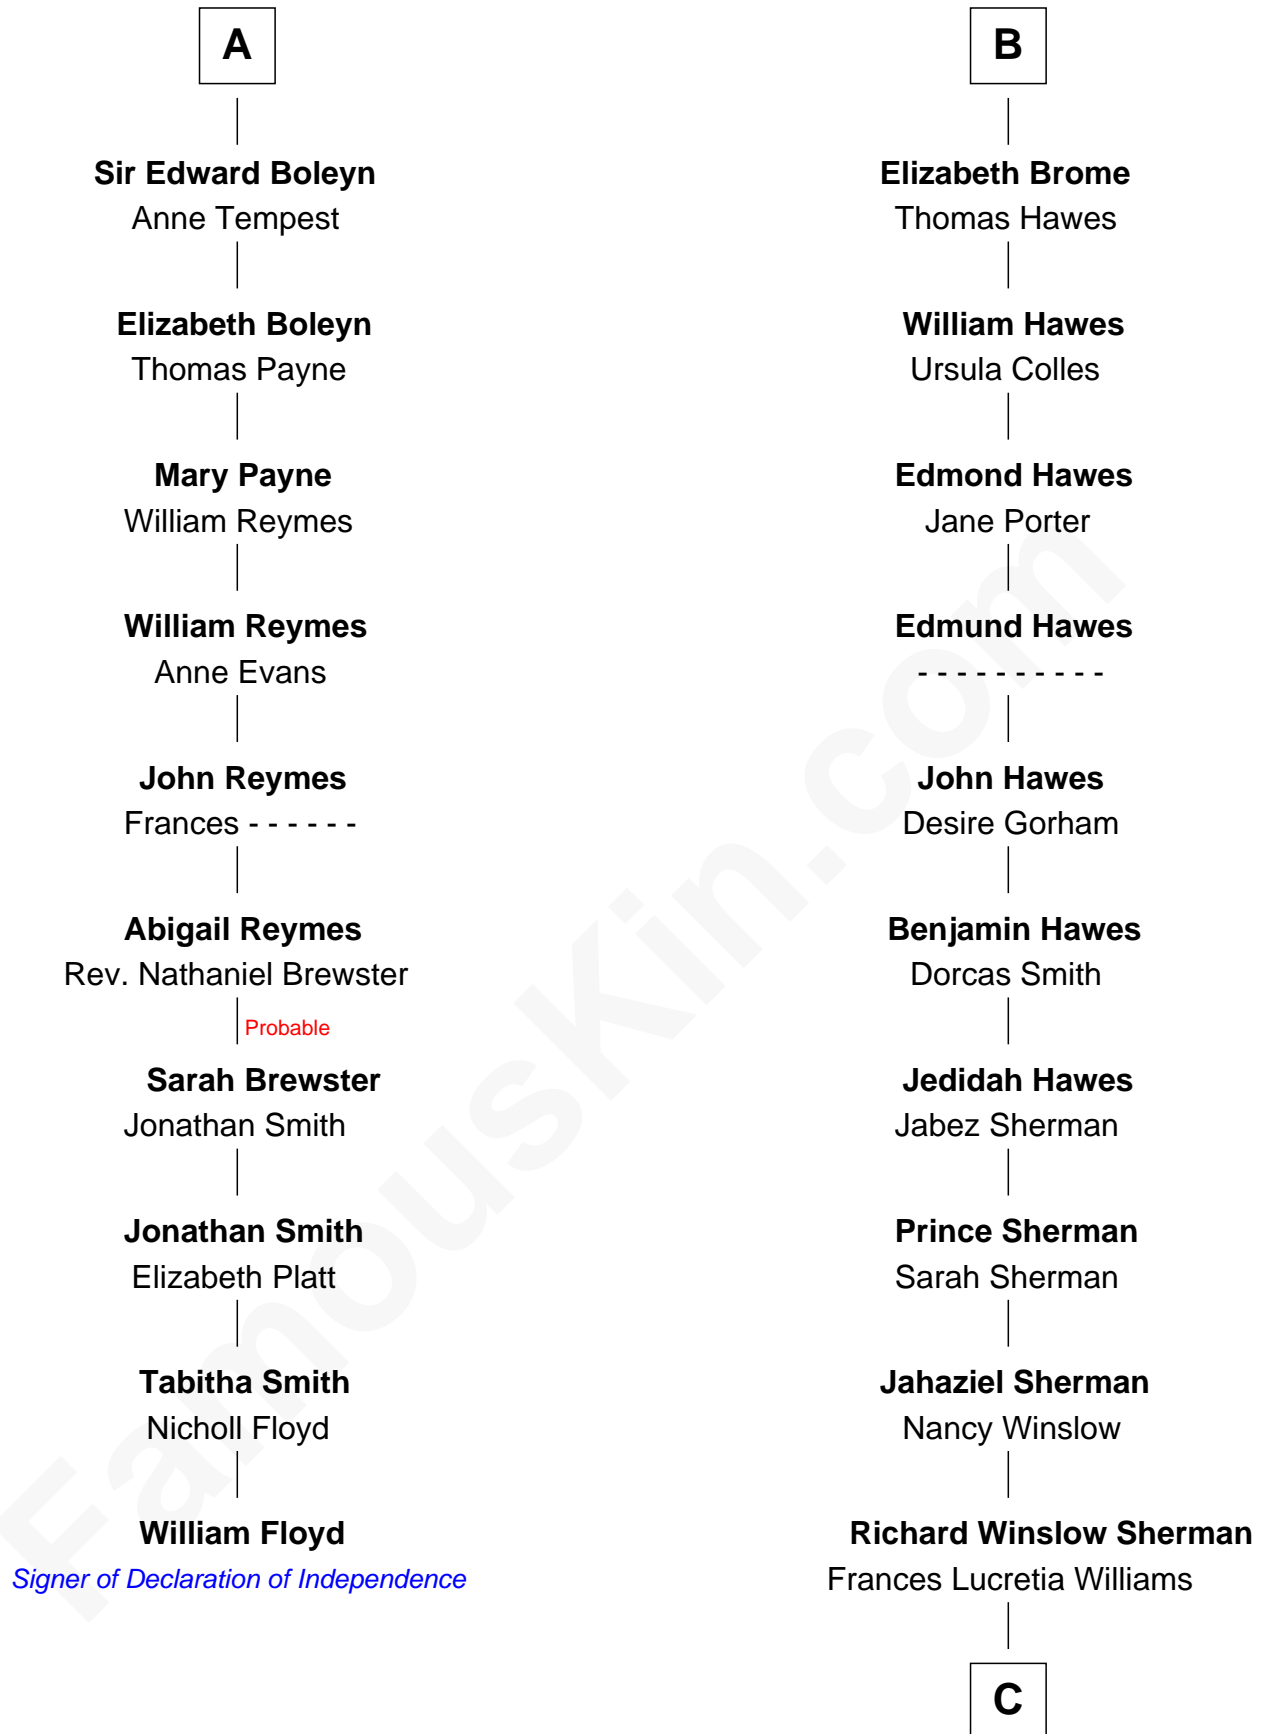 A
Sir Edward Boleyn
Anne Tempest
Elizabeth Boleyn
Thomas Payne
Mary Payne
William Reymes
William Reymes
Anne Evans
John Reymes
Frances - - - - - -
Abigail Reymes
Rev. Nathaniel Brewster
Probable
Sarah Brewster
Jonathan Smith
Jonathan Smith
Elizabeth Platt
Tabitha Smith
Nicholl Floyd
William Floyd
Signer of Declaration of Independence
B
Elizabeth Brome
Thomas Hawes
William Hawes
Ursula Colles
Edmond Hawes
Jane Porter
Edmund Hawes
- - - - - - - - - -
John Hawes
Desire Gorham
Benjamin Hawes
Dorcas Smith
Jedidah Hawes
Jabez Sherman
Prince Sherman
Sarah Sherman
Jahaziel Sherman
Nancy Winslow
Richard Winslow Sherman
Frances Lucretia Williams
C
FamousKin.com